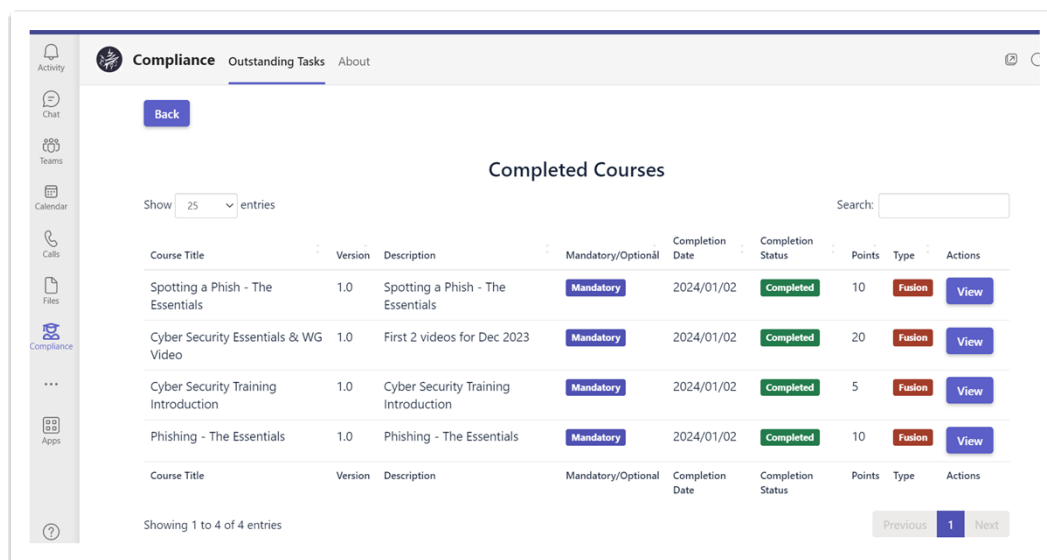 Activity
Chat
Teams
Calendar
Calls
Files
Compliance
Apps
Compliance Outstanding Tasks About
Back
Completed Courses
Show 25 entries
Search:
Course Title Version Description Mandatory/Optional Completion Date Completion Status Points Type Actions
Spotting a Phish - The Essentials 1.0 Spotting a Phish - The Essentials Mandatory 2024/01/02 Completed 10 Fusion View
Cyber Security Essentials & WG Video 1.0 First 2 videos for Dec 2023 Mandatory 2024/01/02 Completed 20 Fusion View
Cyber Security Training Introduction 1.0 Cyber Security Training Introduction Mandatory 2024/01/02 Completed 5 Fusion View
Phishing - The Essentials 1.0 Phishing - The Essentials Mandatory 2024/01/02 Completed 10 Fusion View
Course Title Version Description Mandatory/Optional Completion Date Completion Status Points Type Actions
Showing 1 to 4 of 4 entries
Previous 1 Next